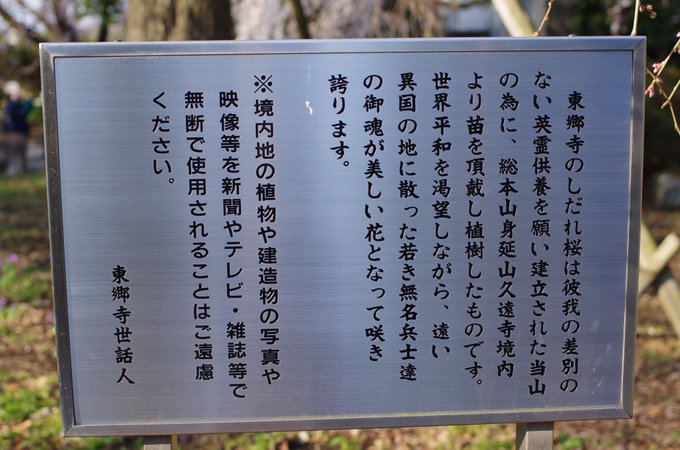 東郷寺のしだれ桜は彼我の差別の
ない英霊供養を願い建立された当山
の為に、総本山身延山久遠寺境内
より苗を頂戴し植樹したものです。
世界平和を渇望しながら、遠い
異国の地に散った若き無名兵士達
の御魂が美しい花となって咲き
誇ります。
※境内地の植物や建造物の写真や
映像等を新聞やテレビ・雑誌等で
無断で使用されることはご遠慮
ください。
東郷寺世話人